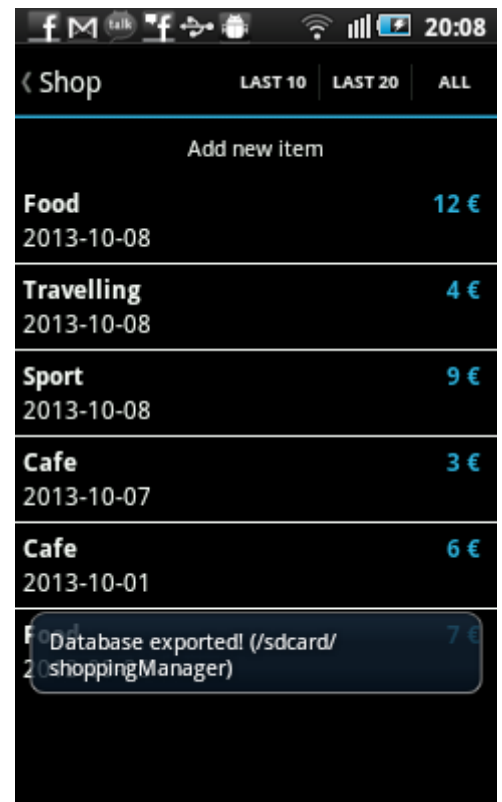 talk
20:08
Shop LAST 10 LAST 20 ALL
Add new item
Food 12 €
2013-10-08
Travelling 4 €
2013-10-08
Sport 9 €
2013-10-08
Cafe 3 €
2013-10-07
Cafe 6 €
2013-10-01
Food 7 €
Database exported! (/sdcard/
shoppingManager)